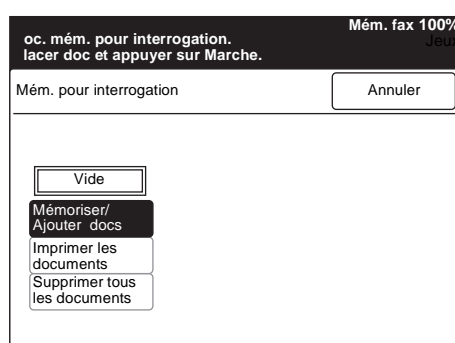 Mém. fax 100%
Jeux
oc. mém. pour interrogation.
lacer doc et appuyer sur Marche.
Mém. pour interrogation
Annuler
Vide
Mémoriser/
Ajouter docs
Imprimer les
documents
Supprimer tous
les documents